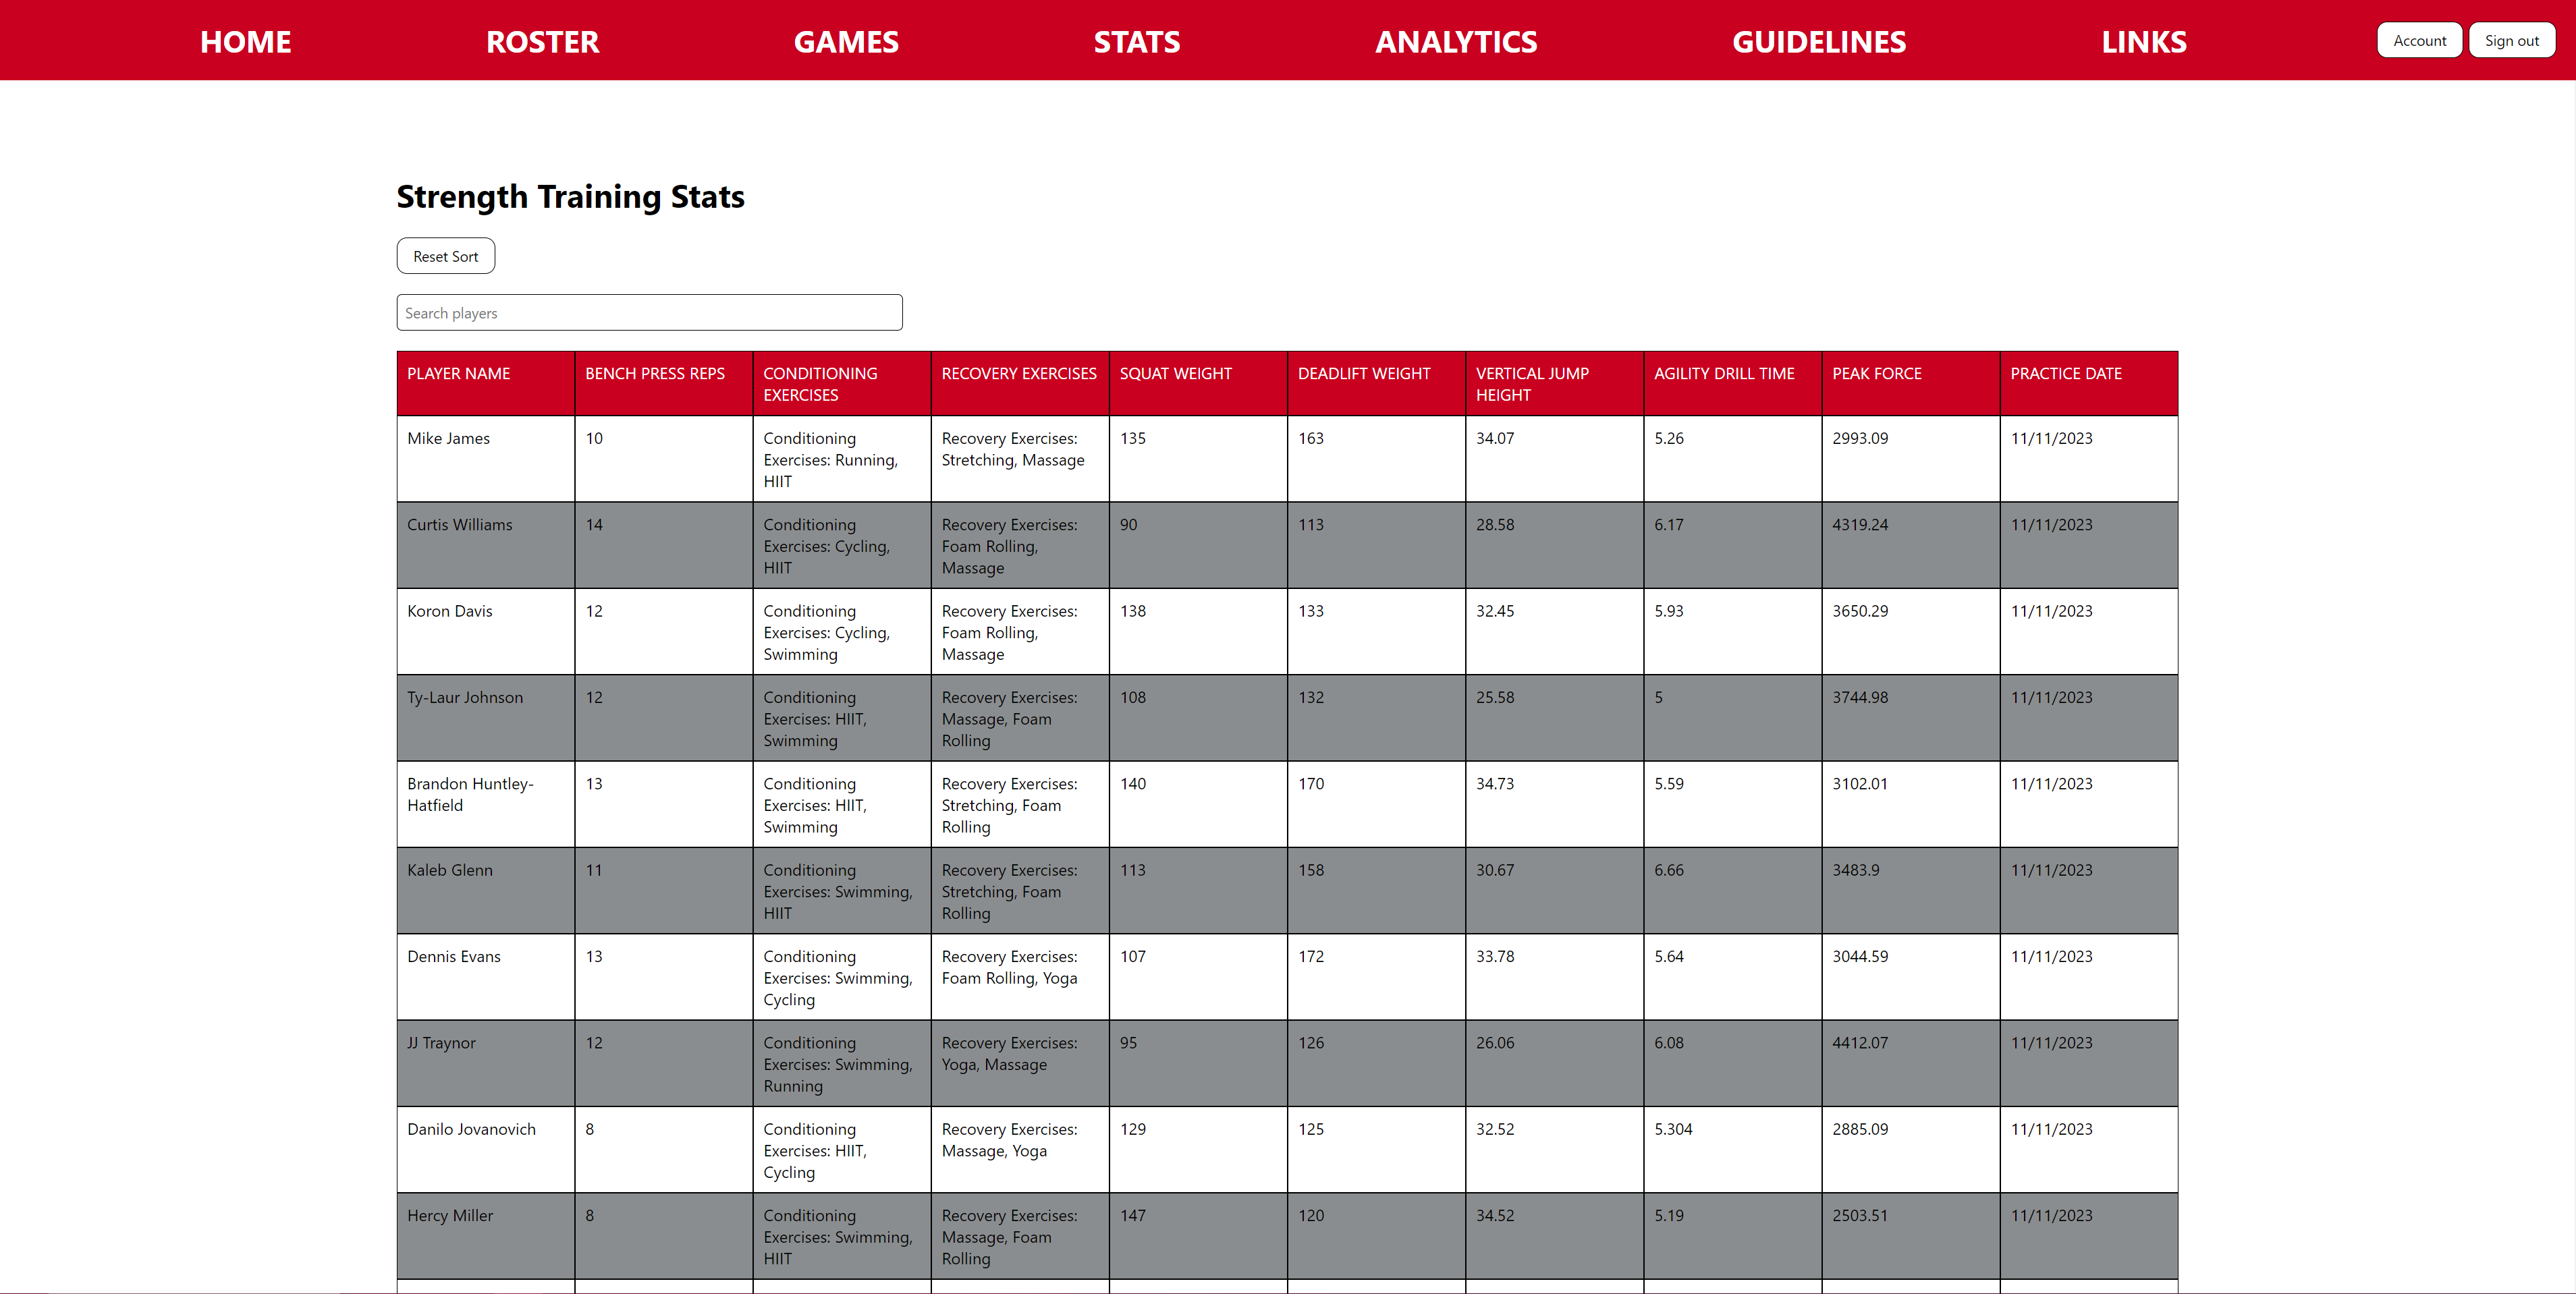 HOME ROSTER GAMES STATS ANALYTICS GUIDELINES LINKS Account Sign out
Strength Training Stats
Reset Sort
Search players
PLAYER NAME BENCH PRESS REPS CONDITIONING EXERCISES RECOVERY EXERCISES SQUAT WEIGHT DEADLIFT WEIGHT VERTICAL JUMP HEIGHT AGILITY DRILL TIME PEAK FORCE PRACTICE DATE
Mike James 10 Conditioning Exercises: Running, HIIT Recovery Exercises: Stretching, Massage 135 163 34.07 5.26 2993.09 11/11/2023
Curtis Williams 14 Conditioning Exercises: Cycling, HIIT Recovery Exercises: Foam Rolling, Massage 90 113 28.58 6.17 4319.24 11/11/2023
Koron Davis 12 Conditioning Exercises: Cycling, Swimming Recovery Exercises: Foam Rolling, Massage 138 133 32.45 5.93 3650.29 11/11/2023
Ty-Laur Johnson 12 Conditioning Exercises: HIIT, Swimming Recovery Exercises: Massage, Foam Rolling 108 132 25.58 5 3744.98 11/11/2023
Brandon Huntley-Hatfield 13 Conditioning Exercises: HIIT, Swimming Recovery Exercises: Stretching, Foam Rolling 140 170 34.73 5.59 3102.01 11/11/2023
Kaleb Glenn 11 Conditioning Exercises: Swimming, HIIT Recovery Exercises: Stretching, Foam Rolling 113 158 30.67 6.66 3483.9 11/11/2023
Dennis Evans 13 Conditioning Exercises: Swimming, Cycling Recovery Exercises: Foam Rolling, Yoga 107 172 33.78 5.64 3044.59 11/11/2023
JJ Traynor 12 Conditioning Exercises: Swimming, Running Recovery Exercises: Yoga, Massage 95 126 26.06 6.08 4412.07 11/11/2023
Danilo Jovanovich 8 Conditioning Exercises: HIIT, Cycling Recovery Exercises: Massage, Yoga 129 125 32.52 5.304 2885.09 11/11/2023
Hercy Miller 8 Conditioning Exercises: Swimming, HIIT Recovery Exercises: Massage, Foam Rolling 147 120 34.52 5.19 2503.51 11/11/2023